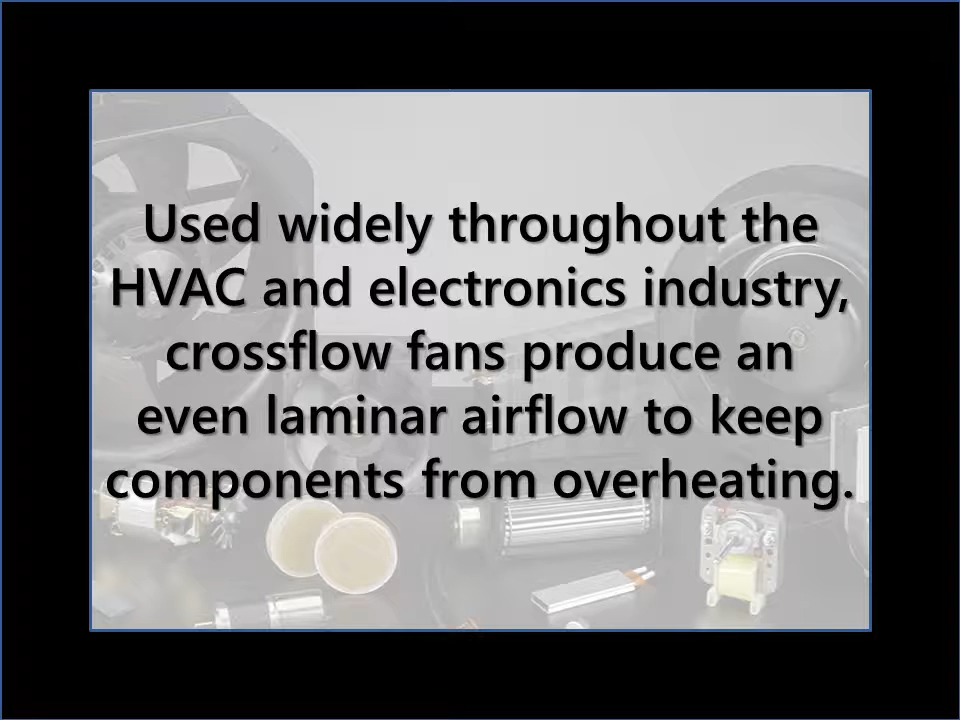 Used widely throughout the
HVAC and electronics industry,
crossflow fans produce an
even laminar airflow to keep
components from overheating.